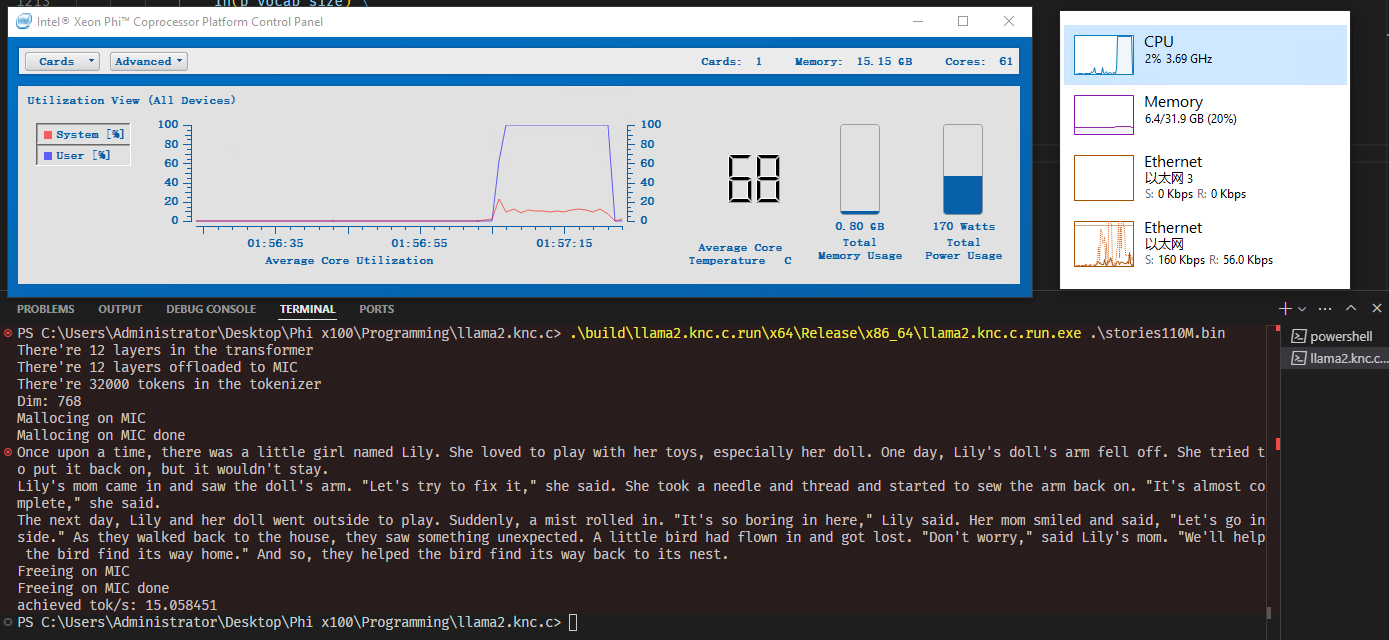 1213 in(p_vocab_size) \
Intel® Xeon Phi™ Coprocessor Platform Control Panel
Cards Advanced Cards: 1 Memory: 15.15 GB Cores: 61
Utilization View (All Devices)
System [%]
User [%]
100 100
80 80
60 60
40 40
20 20
0 0
01:56:35 01:56:55 01:57:15
Average Core Utilization
68
Average Core
Temperature C
0.80 GB
Total
Memory Usage
170 Watts
Total
Power Usage
CPU
2% 3.69 GHz
Memory
6.4/31.9 GB (20%)
Ethernet
以太网 3
S: 0 Kbps R: 0 Kbps
Ethernet
以太网
S: 160 Kbps R: 56.0 Kbps
PROBLEMS OUTPUT DEBUG CONSOLE TERMINAL PORTS
PS C:\Users\Administrator\Desktop\Phi x100\Programming\llama2.knc.c> .\build\llama2.knc.c.run\x64\Release\x86_64\llama2.knc.c.run.exe .\stories110M.bin
There're 12 layers in the transformer
There're 12 layers offloaded to MIC
There're 32000 tokens in the tokenizer
Dim: 768
Mallocing on MIC
Mallocing on MIC done
Once upon a time, there was a little girl named Lily. She loved to play with her toys, especially her doll. One day, Lily's doll's arm fell off. She tried t
o put it back on, but it wouldn't stay.
Lily's mom came in and saw the doll's arm. "Let's try to fix it," she said. She took a needle and thread and started to sew the arm back on. "It's almost co
mplete," she said.
The next day, Lily and her doll went outside to play. Suddenly, a mist rolled in. "It's so boring in here," Lily said. Her mom smiled and said, "Let's go in
side." As they walked back to the house, they saw something unexpected. A little bird had flown in and got lost. "Don't worry," said Lily's mom. "We'll help
the bird find its way home." And so, they helped the bird find its way back to its nest.
Freeing on MIC
Freeing on MIC done
achieved tok/s: 15.058451
PS C:\Users\Administrator\Desktop\Phi x100\Programming\llama2.knc.c>
powershell
llama2.knc.c...